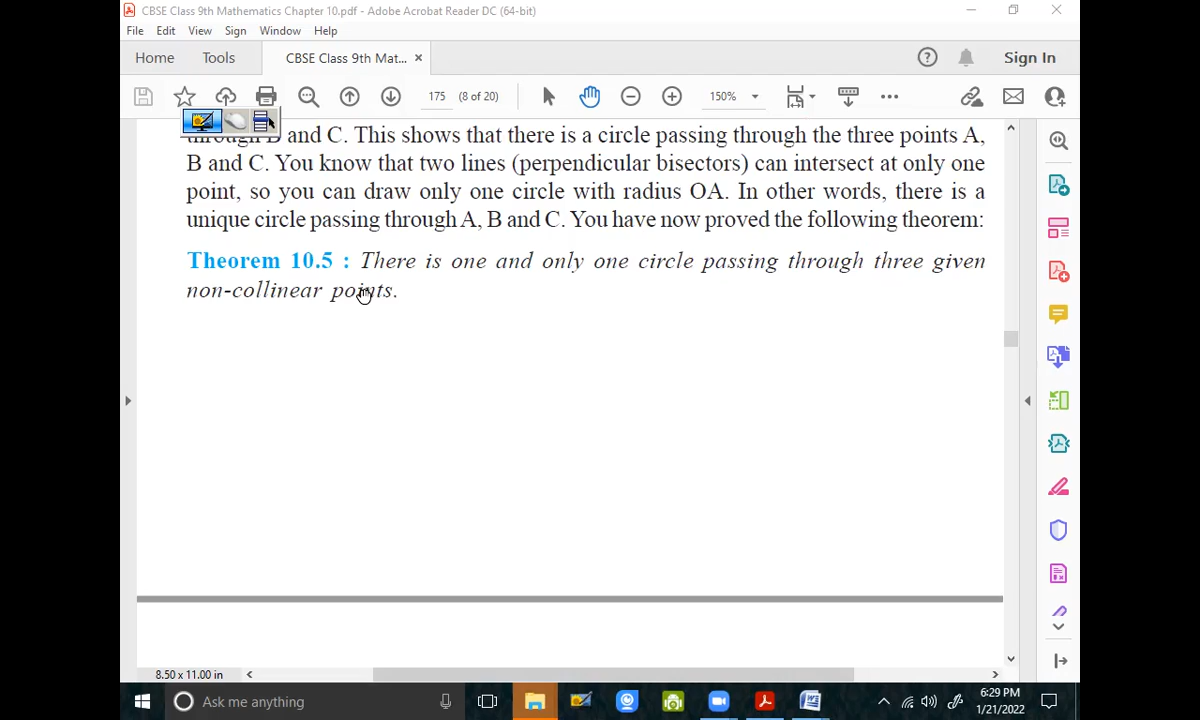 CBSE Class 9th Mathematics Chapter 10.pdf - Adobe Acrobat Reader DC (64-bit)
File Edit View Sign Window Help
Home Tools CBSE Class 9th Mat... × Sign In
175 (8 of 20) 150%
through B and C. This shows that there is a circle passing through the three points A,
B and C. You know that two lines (perpendicular bisectors) can intersect at only one
point, so you can draw only one circle with radius OA. In other words, there is a
unique circle passing through A, B and C. You have now proved the following theorem:
Theorem 10.5 : There is one and only one circle passing through three given
non-collinear points.
8.50 x 11.00 in
Ask me anything
6:29 PM
1/21/2022